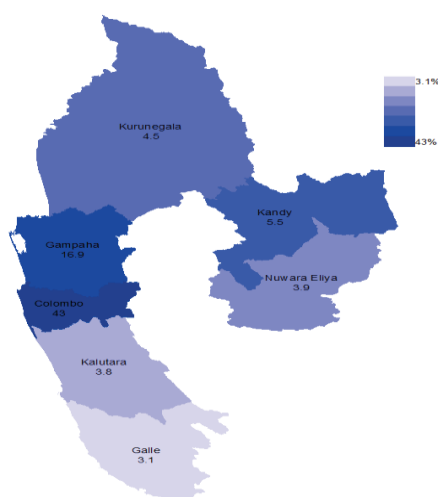 3.1%
43%
Kurunegala
4.5
Kandy
5.5
Gampaha
16.9
Nuwara Eliya
3.9
Colombo
43
Kalutara
3.8
Galle
3.1